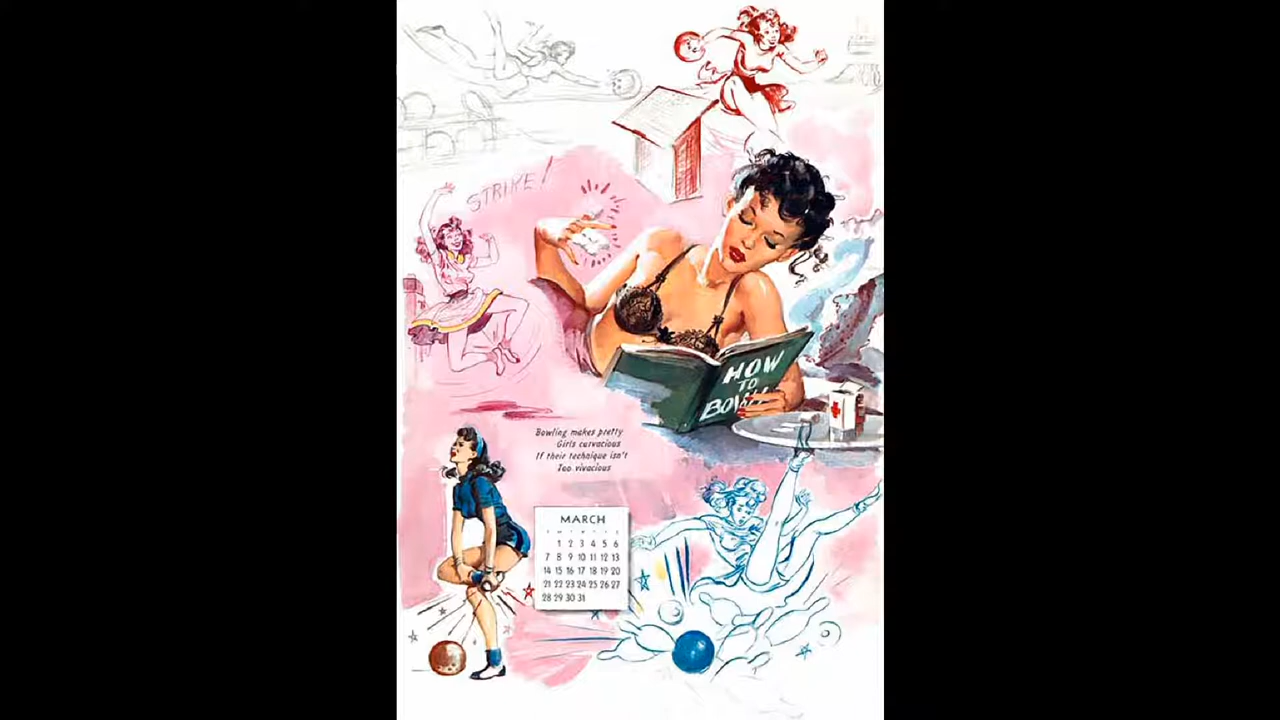 STRIKE!
HOW
TO
BOWL
Bowling makes pretty
Girls curvacious
If their technique isn't
Too vivacious
MARCH
S M T W T F S
1 2 3 4 5 6
7 8 9 10 11 12 13
14 15 16 17 18 19 20
21 22 23 24 25 26 27
28 29 30 31